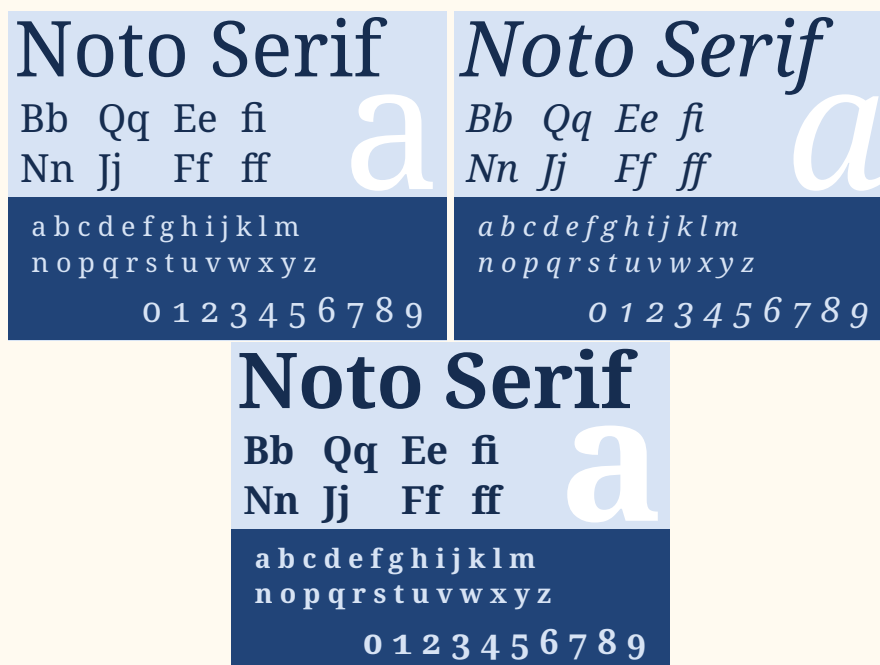 Noto Serif
Bb Qq Ee fi
Nn Jj Ff ff
a
a b c d e f g h i j k l m
n o p q r s t u v w x y z
0 1 2 3 4 5 6 7 8 9
Noto Serif
Bb Qq Ee fi
Nn Jj Ff ff
a
a b c d e f g h i j k l m
n o p q r s t u v w x y z
0 1 2 3 4 5 6 7 8 9
Noto Serif
Bb Qq Ee fi
Nn Jj Ff ff
a
a b c d e f g h i j k l m
n o p q r s t u v w x y z
0 1 2 3 4 5 6 7 8 9